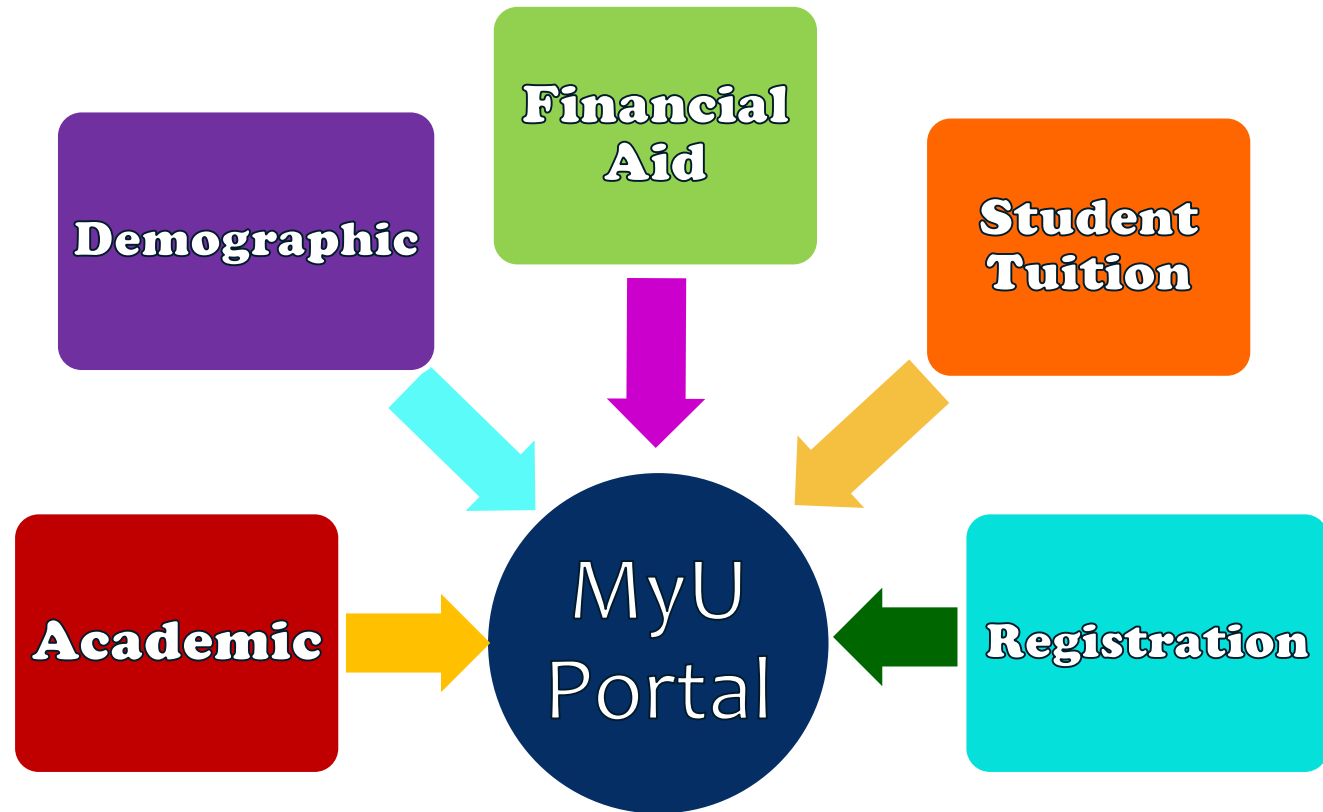 Financial
Aid
Demographic
Student
Tuition
Academic
MyU
Portal
Registration